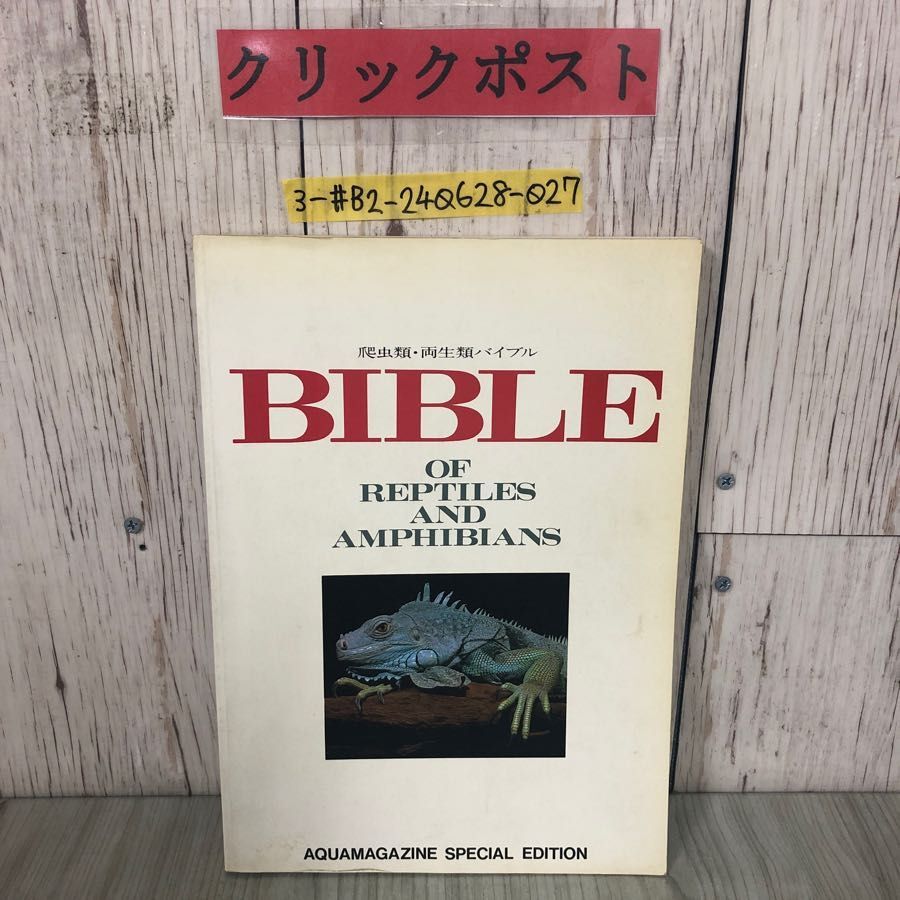 クリックポスト
3-#B2-240628-027
爬虫類・両生類バイブル
BIBLE
OF
REPTILES
AND
AMPHIBIANS
AQUAMAGAZINE SPECIAL EDITION